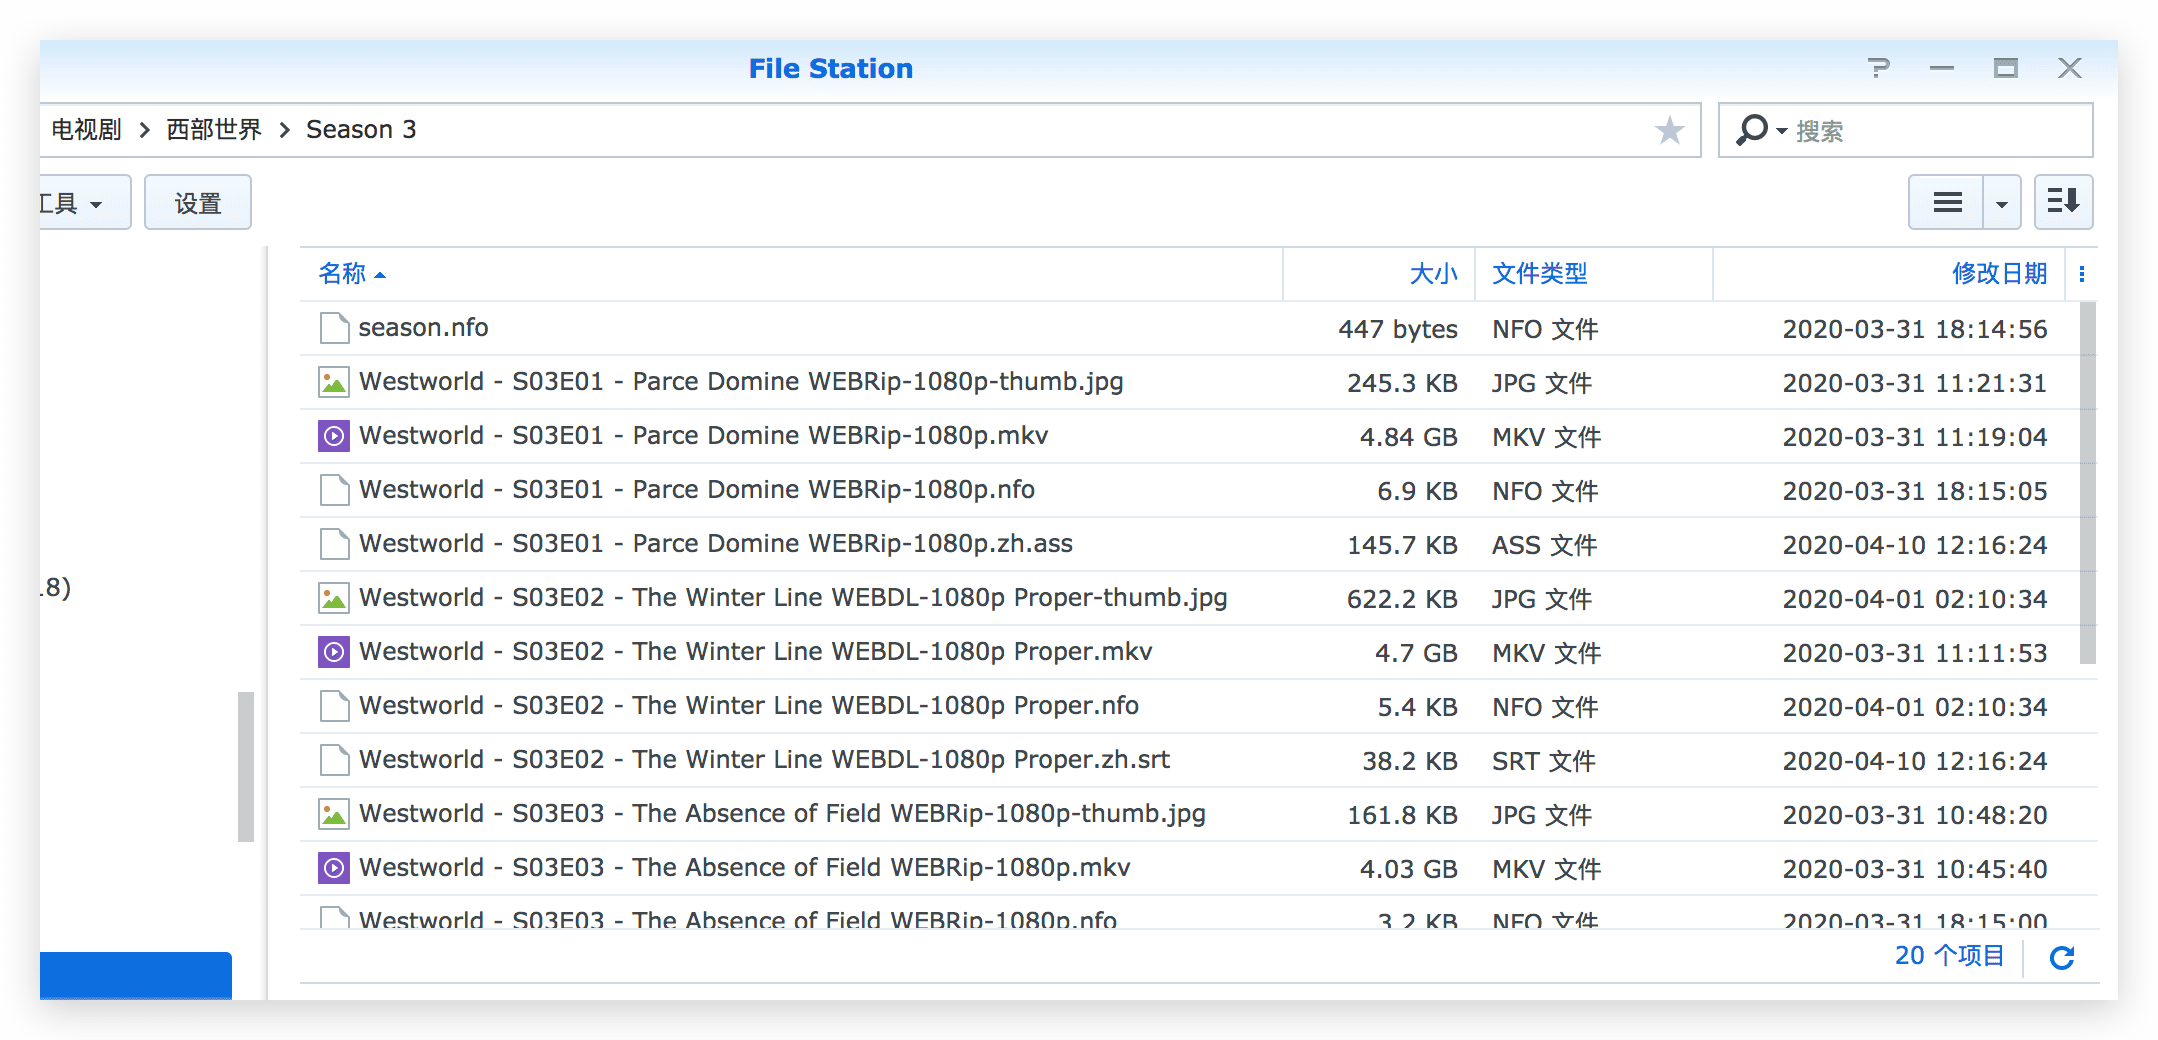 File Station
电视剧 > 西部世界 > Season 3
搜索
工具 设置
名称 大小 文件类型 修改日期
season.nfo 447 bytes NFO 文件 2020-03-31 18:14:56
Westworld - S03E01 - Parce Domine WEBRip-1080p-thumb.jpg 245.3 KB JPG 文件 2020-03-31 11:21:31
Westworld - S03E01 - Parce Domine WEBRip-1080p.mkv 4.84 GB MKV 文件 2020-03-31 11:19:04
Westworld - S03E01 - Parce Domine WEBRip-1080p.nfo 6.9 KB NFO 文件 2020-03-31 18:15:05
Westworld - S03E01 - Parce Domine WEBRip-1080p.zh.ass 145.7 KB ASS 文件 2020-04-10 12:16:24
.8)
Westworld - S03E02 - The Winter Line WEBDL-1080p Proper-thumb.jpg 622.2 KB JPG 文件 2020-04-01 02:10:34
Westworld - S03E02 - The Winter Line WEBDL-1080p Proper.mkv 4.7 GB MKV 文件 2020-03-31 11:11:53
Westworld - S03E02 - The Winter Line WEBDL-1080p Proper.nfo 5.4 KB NFO 文件 2020-04-01 02:10:34
Westworld - S03E02 - The Winter Line WEBDL-1080p Proper.zh.srt 38.2 KB SRT 文件 2020-04-10 12:16:24
Westworld - S03E03 - The Absence of Field WEBRip-1080p-thumb.jpg 161.8 KB JPG 文件 2020-03-31 10:48:20
Westworld - S03E03 - The Absence of Field WEBRip-1080p.mkv 4.03 GB MKV 文件 2020-03-31 10:45:40
Westworld - S03E03 - The Absence of Field WEBRip-1080p.nfo 3.2 KB NFO 文件 2020-03-31 18:15:00
20 个项目